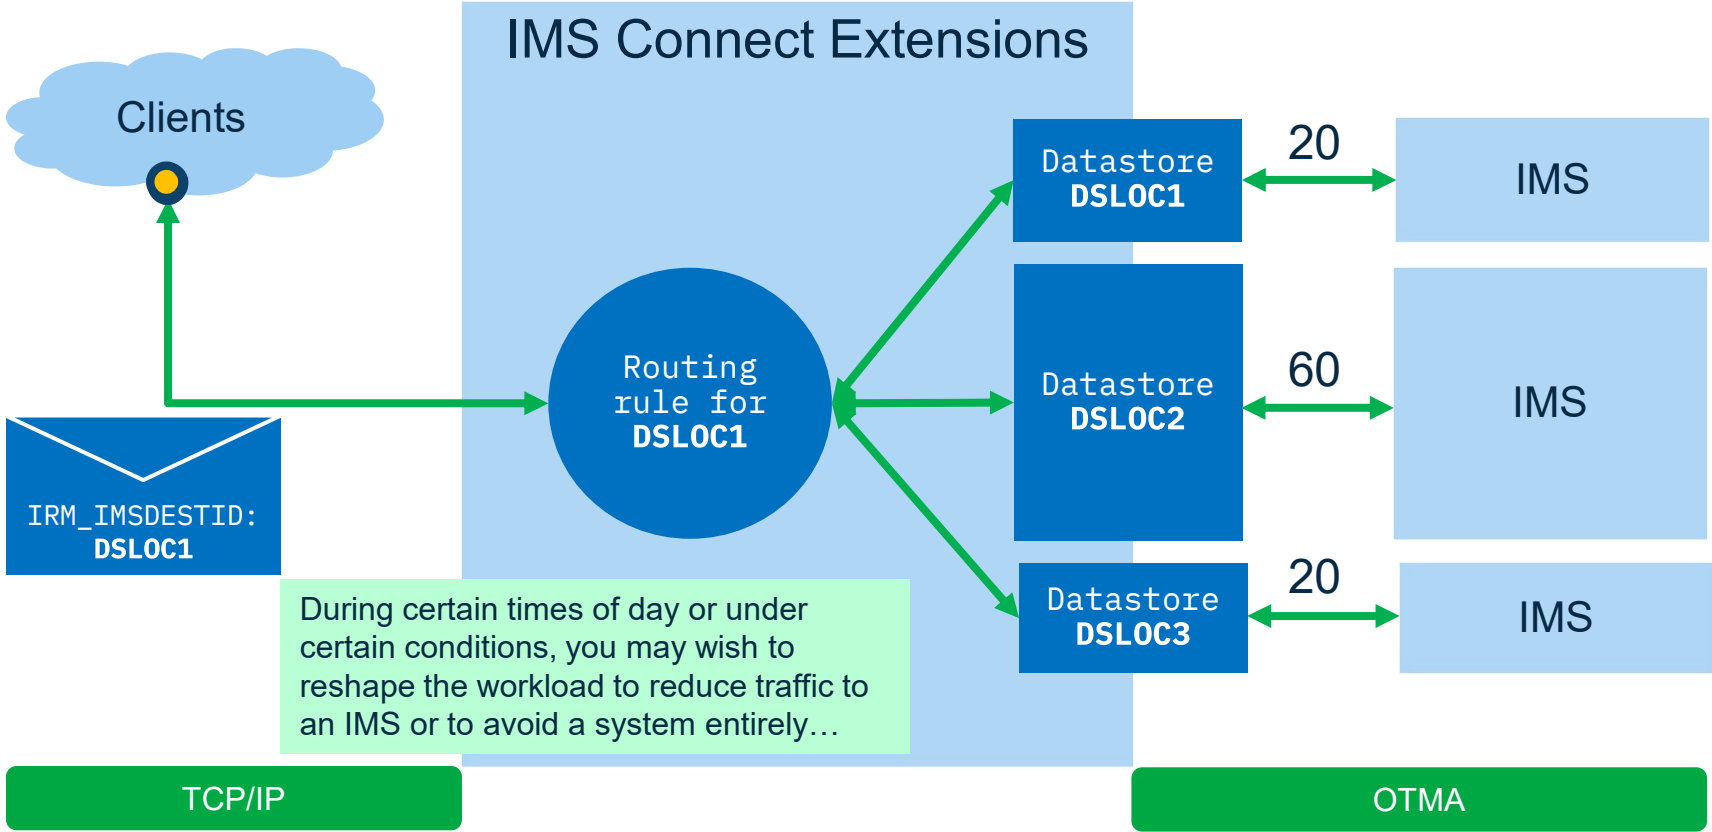 IMS Connect Extensions
Clients
Datastore
DSLOC1
20
IMS
Routing
rule for
DSLOC1
Datastore
DSLOC2
60
IMS
IRM_IMSDESTID:
DSLOC1
Datastore
DSLOC3
20
IMS
During certain times of day or under
certain conditions, you may wish to
reshape the workload to reduce traffic to
an IMS or to avoid a system entirely…
TCP/IP
OTMA